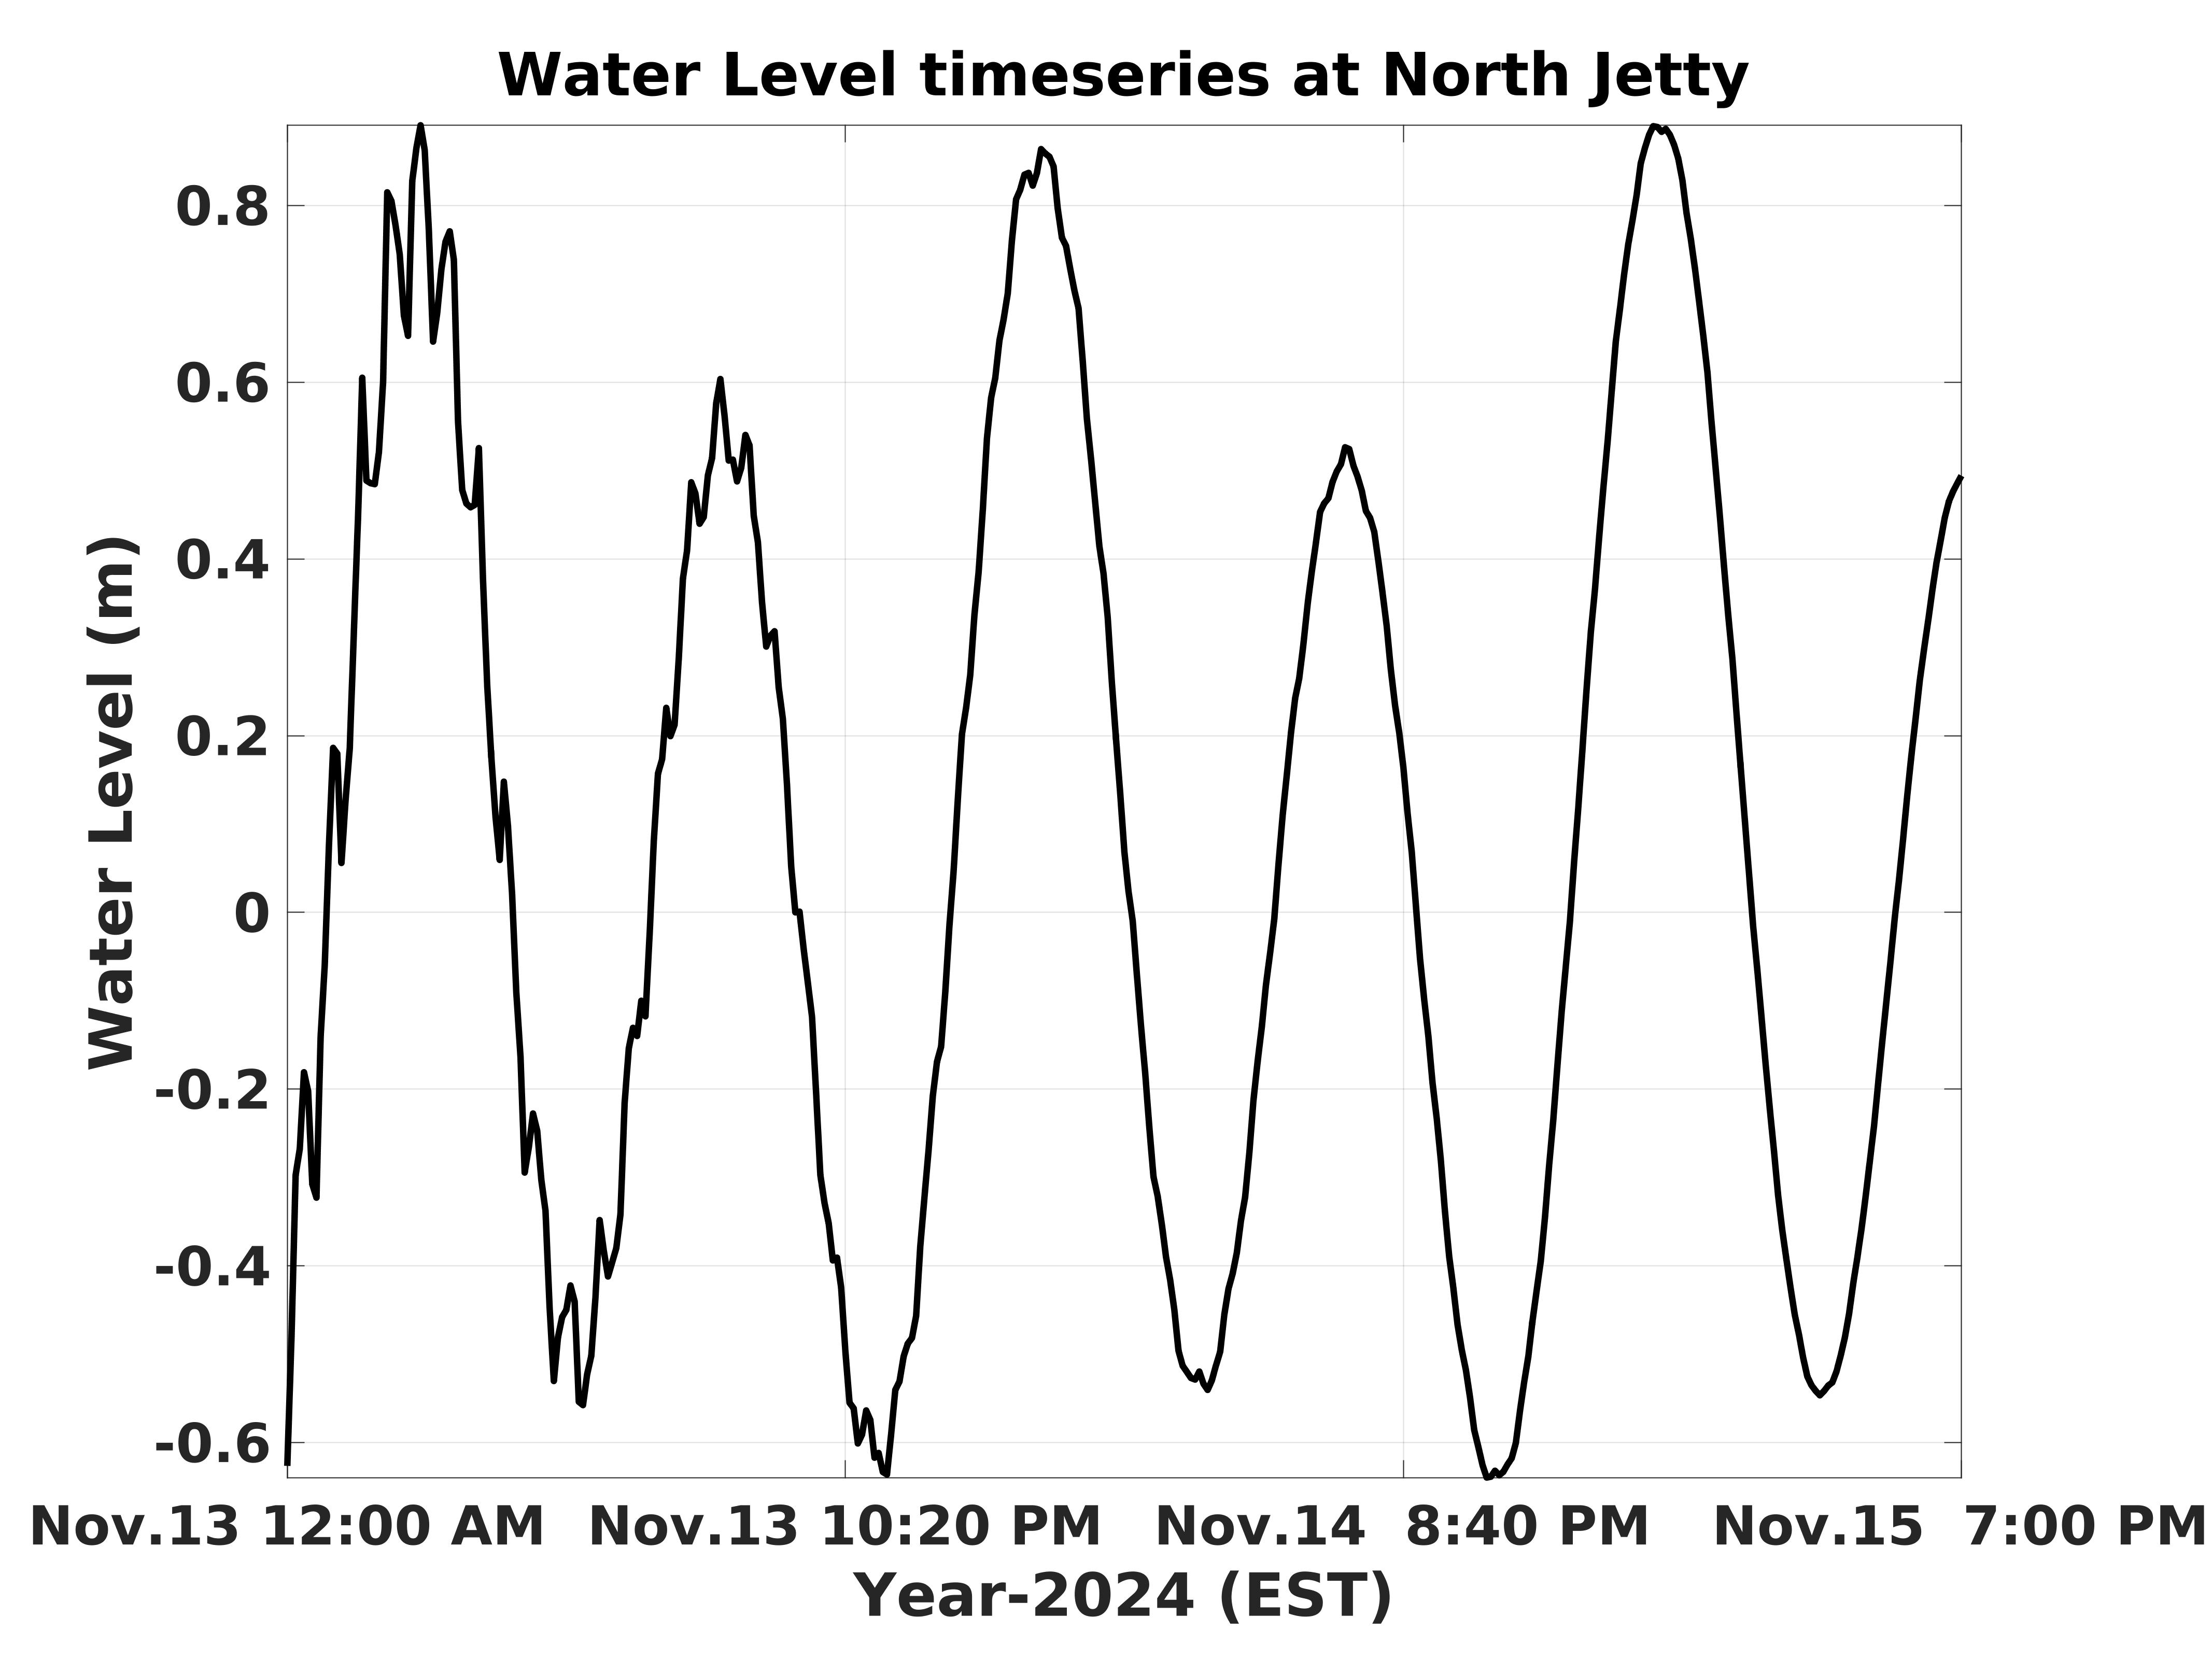 Water Level timeseries at North Jetty
0.8
0.6
0.4
0.2
0
-0.2
-0.4
-0.6
Water Level (m)
Nov.13 12:00 AM Nov.13 10:20 PM Nov.14 8:40 PM Nov.15 7:00 PM
Year-2024 (EST)